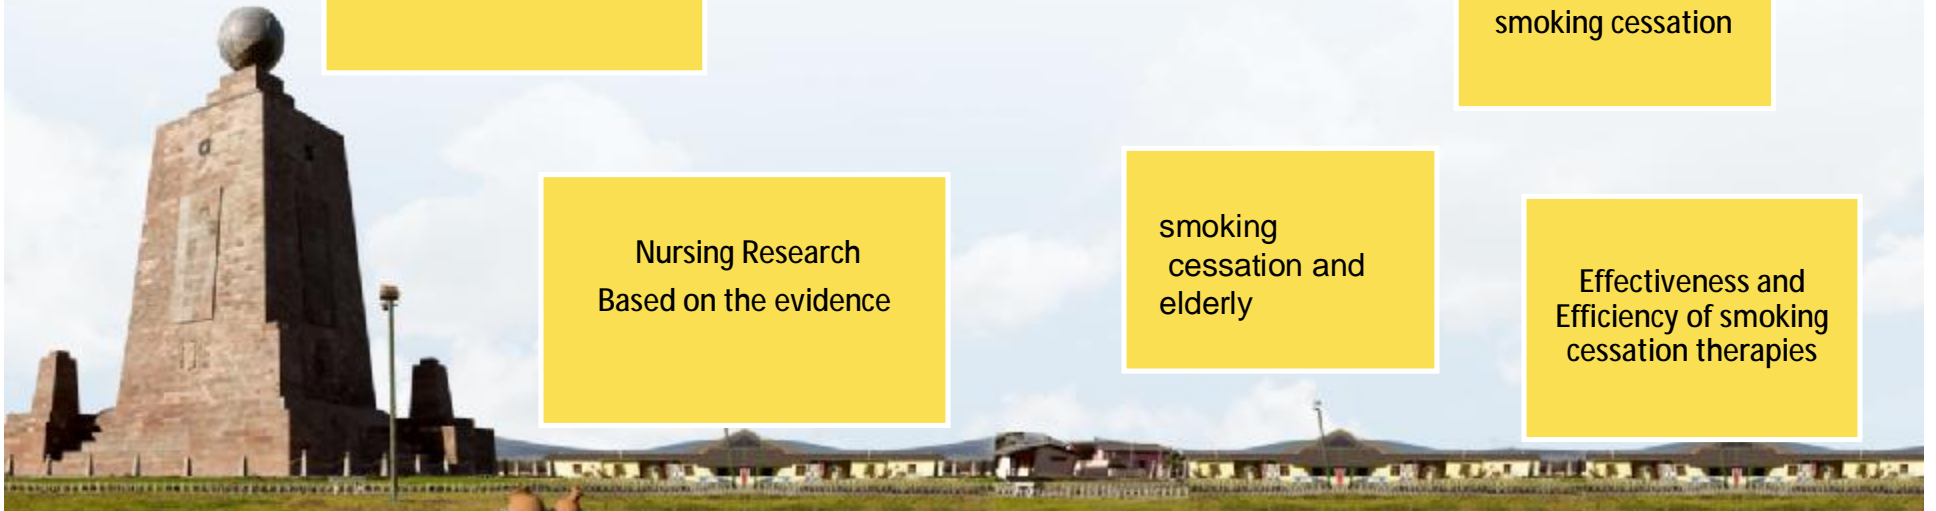 smoking cessation
Nursing Research
Based on the evidence
smoking
cessation and
elderly
Effectiveness and
Efficiency of smoking
cessation therapies